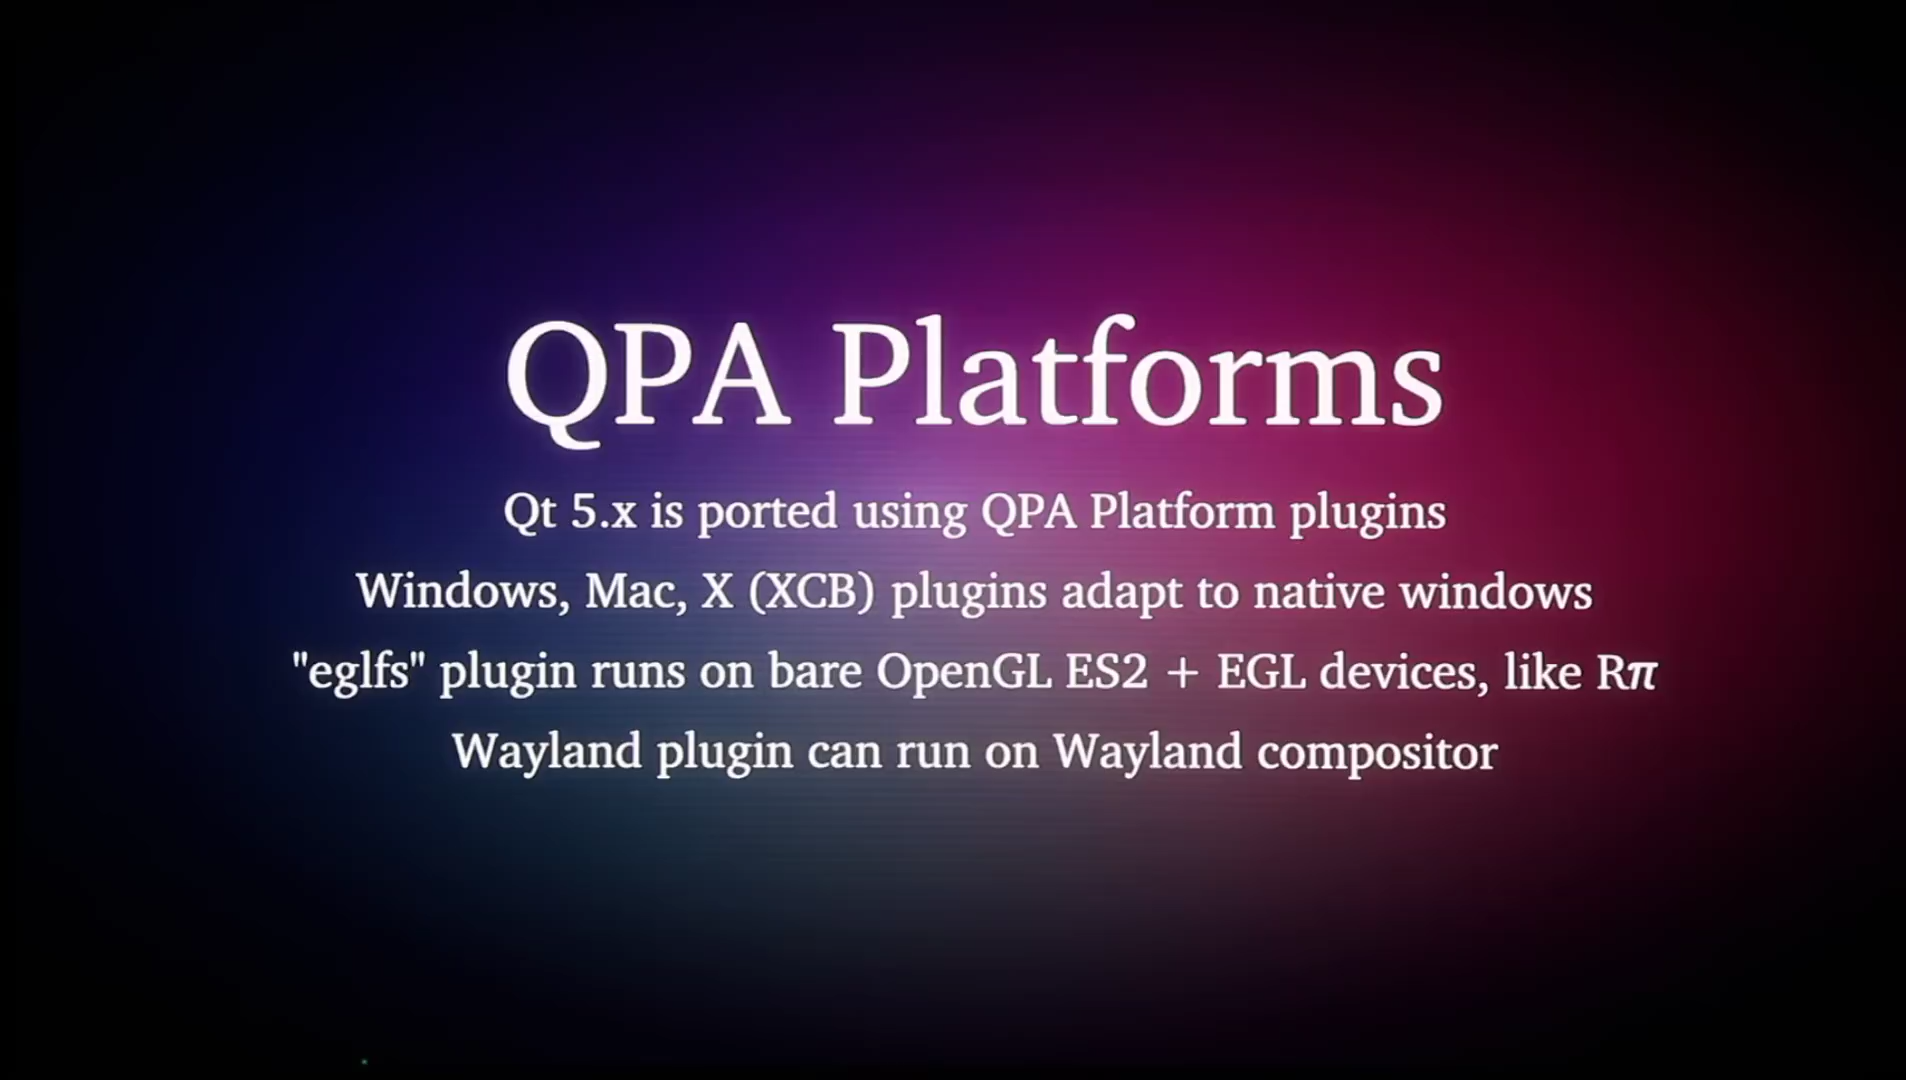 QPA Platforms
Qt 5.x is ported using QPA Platform plugins
Windows, Mac, X (XCB) plugins adapt to native windows
"eglfs" plugin runs on bare OpenGL ES2 + EGL devices, like Rπ
Wayland plugin can run on Wayland compositor